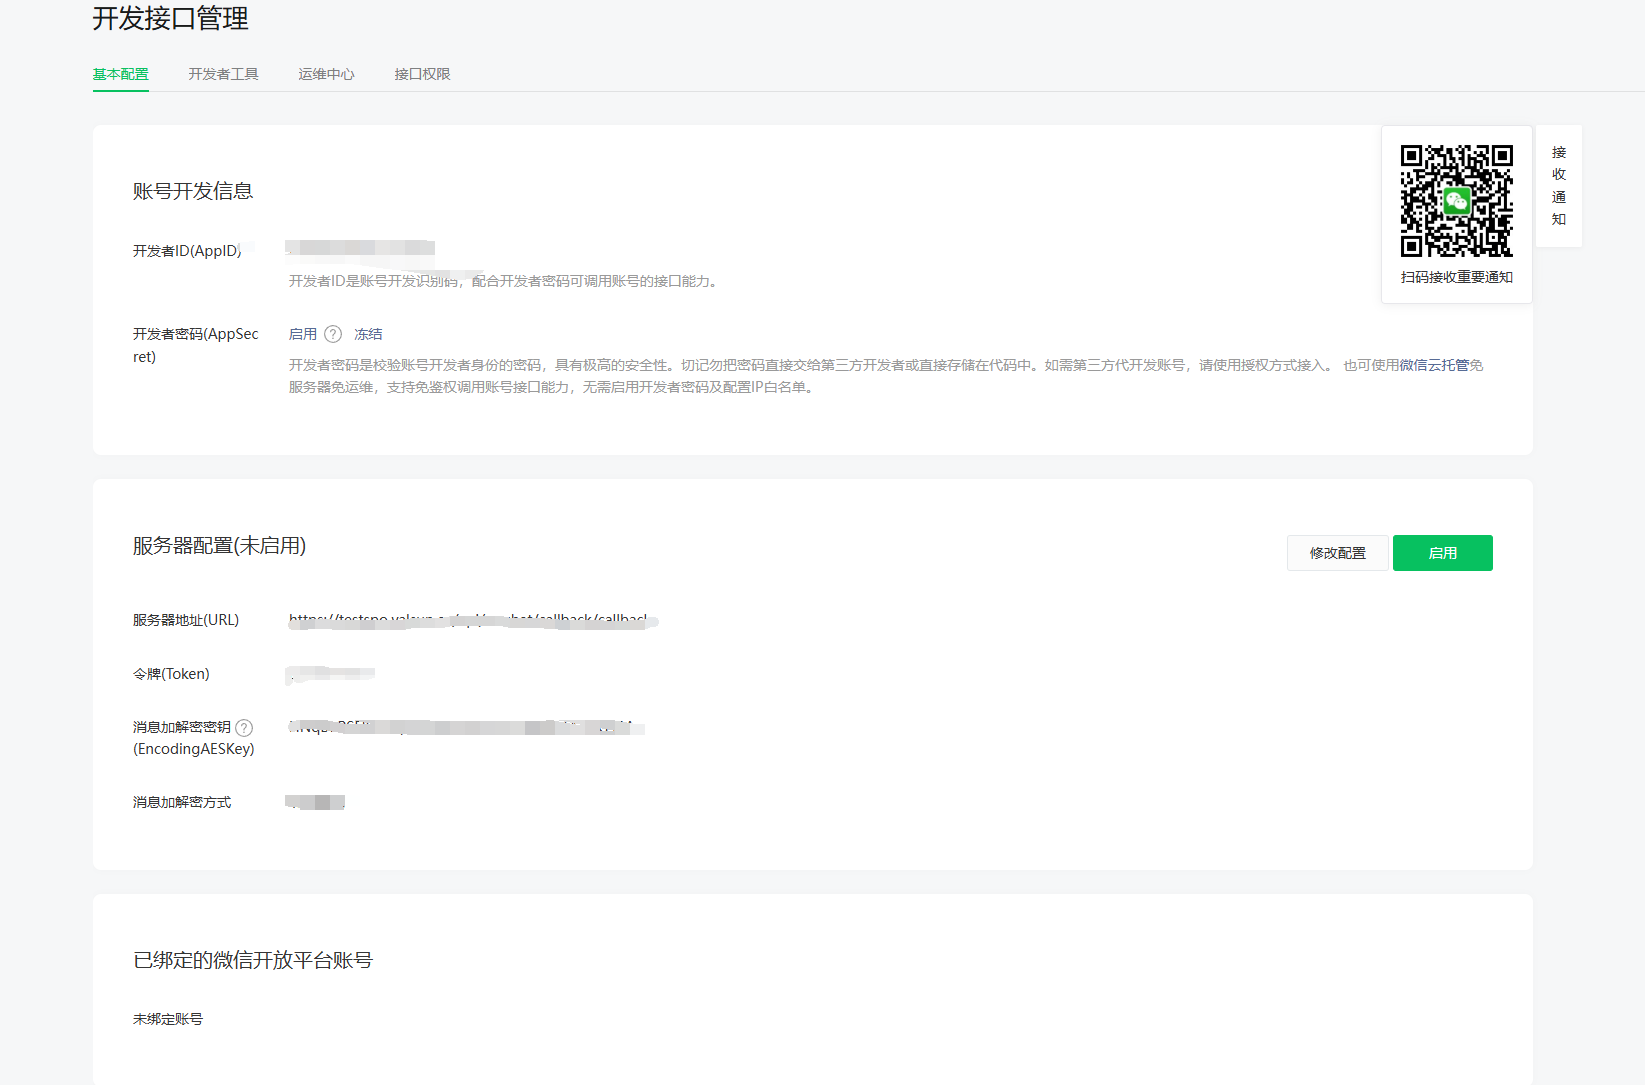 开发接口管理
基本配置 开发者工具 运维中心 接口权限
账号开发信息
开发者ID(AppID)
开发者ID是账号开发识别码，配合开发者密码可调用账号的接口能力。
开发者密码(AppSec
ret)
启用 ? 冻结
开发者密码是校验账号开发者身份的密码，具有极高的安全性。切记勿把密码直接交给第三方开发者或直接存储在代码中。如需第三方代开发账号，请使用授权方式接入。 也可使用微信云托管免
服务器免运维，支持免鉴权调用账号接口能力，无需启用开发者密码及配置IP白名单。
扫码接收重要通知
接
收
通
知
服务器配置(未启用)
修改配置 启用
服务器地址(URL)
令牌(Token)
消息加解密密钥 ?
(EncodingAESKey)
消息加解密方式
已绑定的微信开放平台账号
未绑定账号